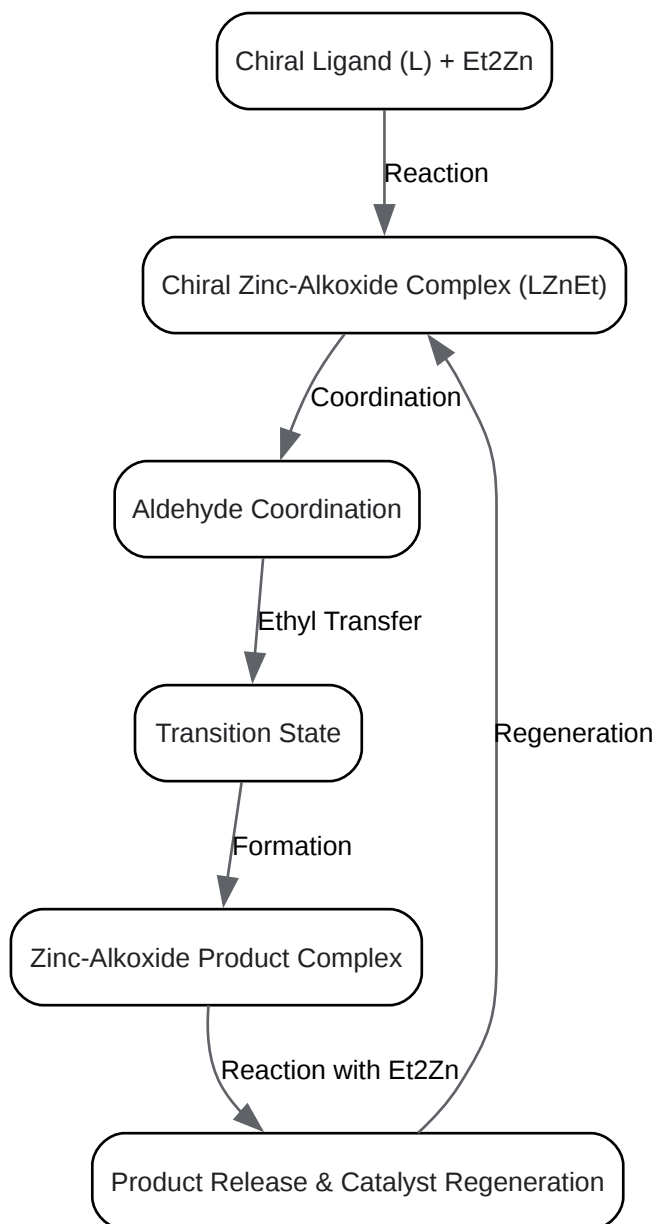 Chiral Ligand (L) + Et2Zn
Reaction
Chiral Zinc-Alkoxide Complex (LZnEt)
Coordination
Aldehyde Coordination
Ethyl Transfer
Transition State
Regeneration
Formation
Zinc-Alkoxide Product Complex
Reaction with Et2Zn
Product Release & Catalyst Regeneration